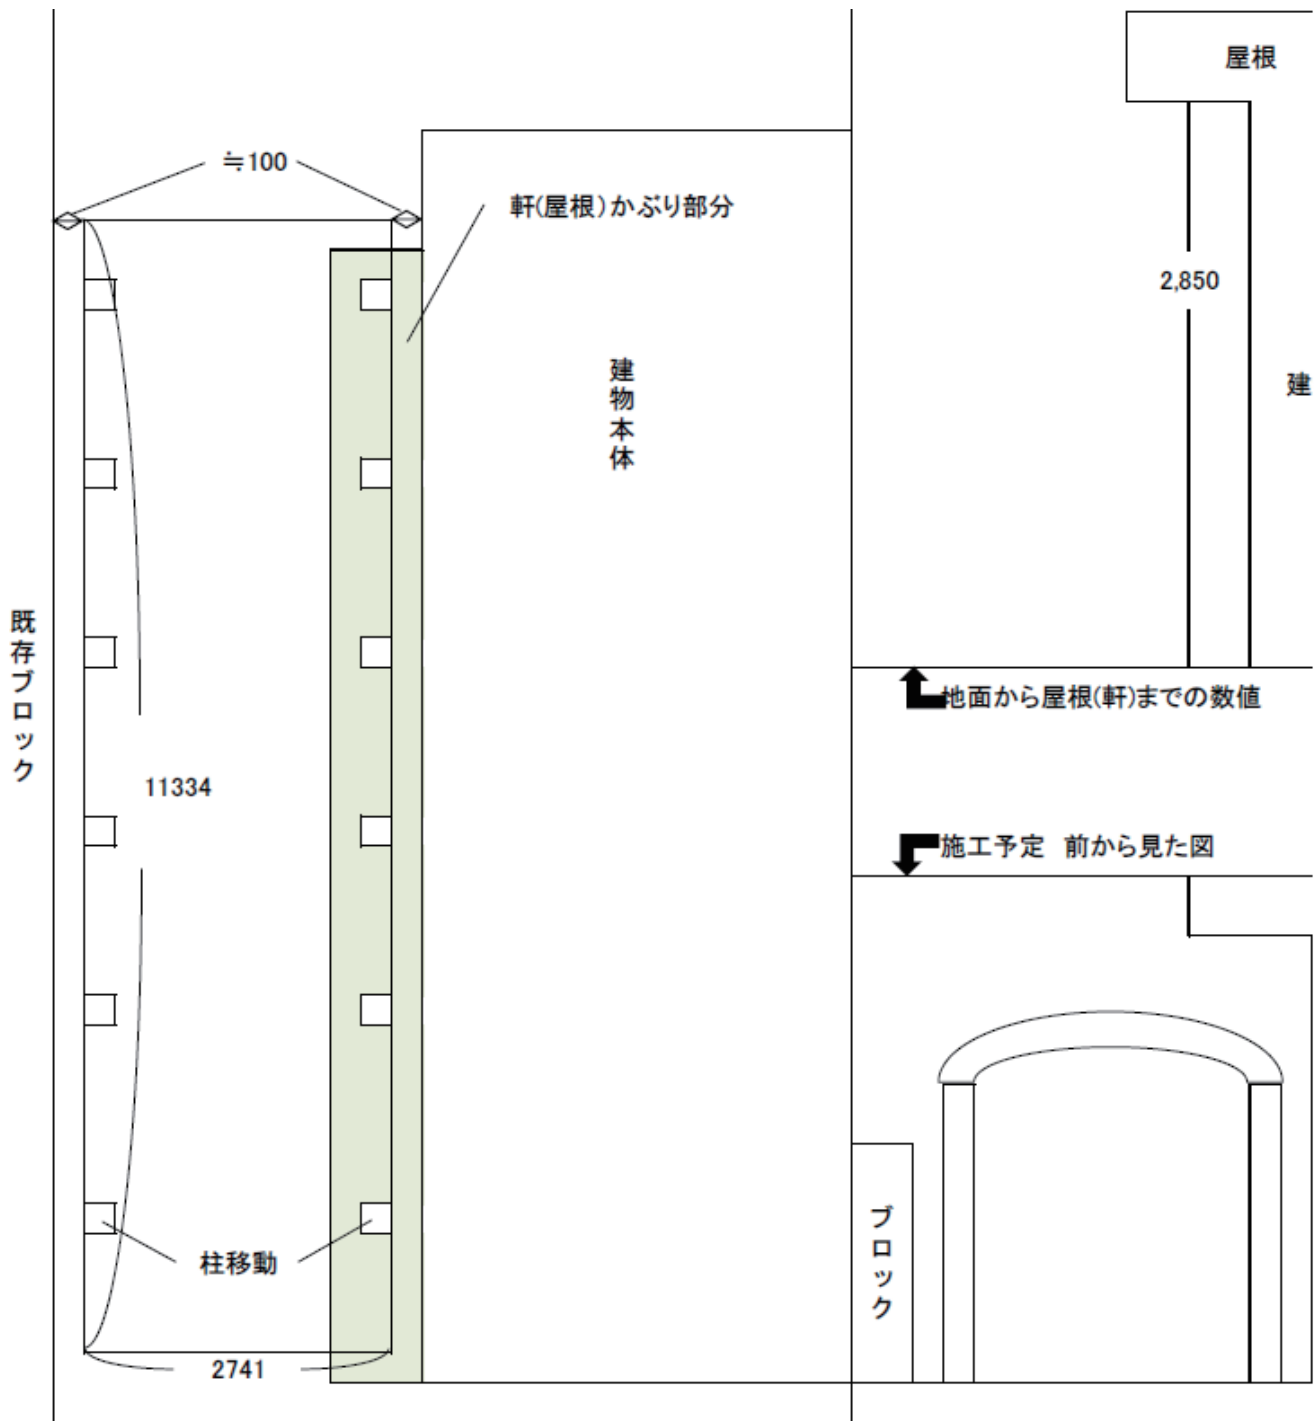 屋根
≒100
軒(屋根)かぶり部分
2,850
建物本体
建
既存ブロック
地面から屋根(軒)までの数値
11334
施工予定 前から見た図
ブロック
柱移動
2741